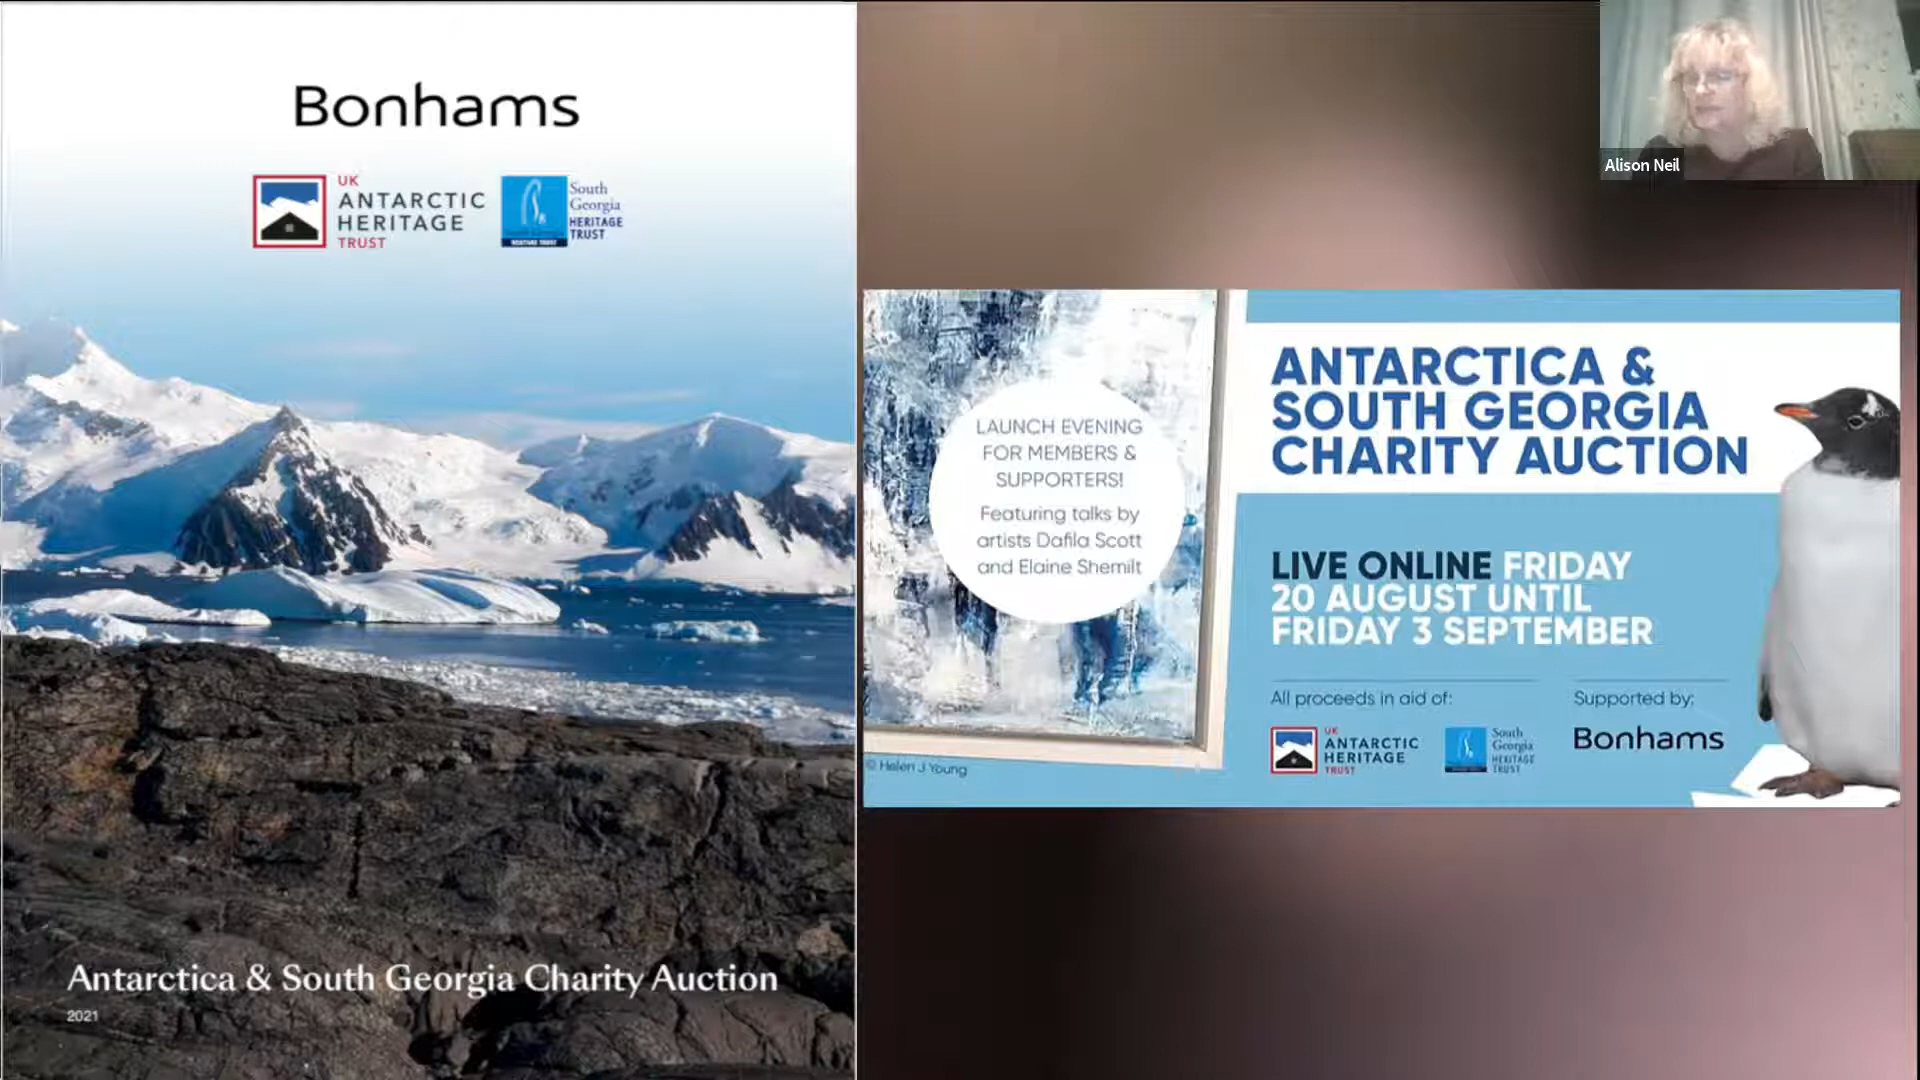 Bonhams
UK
ANTARCTIC
HERITAGE
TRUST
South
Georgia
HERITAGE
TRUST
Antarctica & South Georgia Charity Auction
2021
LAUNCH EVENING
FOR MEMBERS &
SUPPORTERS!
Featuring talks by
artists Dafila Scott
and Elaine Shemilt
© Helen J Young
ANTARCTICA &
SOUTH GEORGIA
CHARITY AUCTION
LIVE ONLINE FRIDAY
20 AUGUST UNTIL
FRIDAY 3 SEPTEMBER
All proceeds in aid of:
UK
ANTARCTIC
HERITAGE
TRUST
South
Georgia
HERITAGE
TRUST
Supported by:
Bonhams
Alison Neil